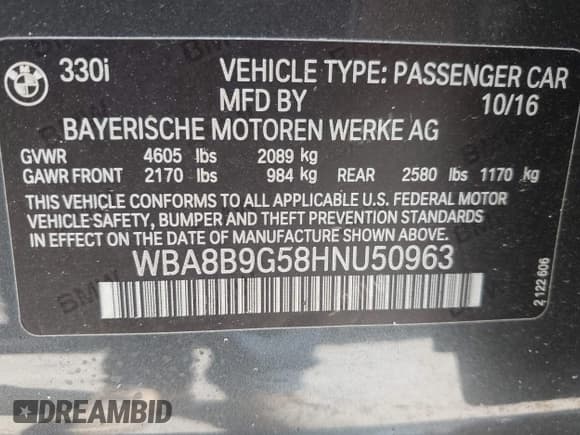 BMW 330i VEHICLE TYPE: PASSENGER CAR
MFD BY 10/16
BAYERISCHE MOTOREN WERKE AG
GVWR 4605 lbs 2089 kg
GAWR FRONT 2170 lbs 984 kg REAR 2580 lbs 1170 kg
THIS VEHICLE CONFORMS TO ALL APPLICABLE U.S. FEDERAL MOTOR
VEHICLE SAFETY, BUMPER AND THEFT PREVENTION STANDARDS
IN EFFECT ON THE DATE OF MANUFACTURE SHOWN ABOVE.
WBA8B9G58HNU50963
2 122 606
DREAMBID